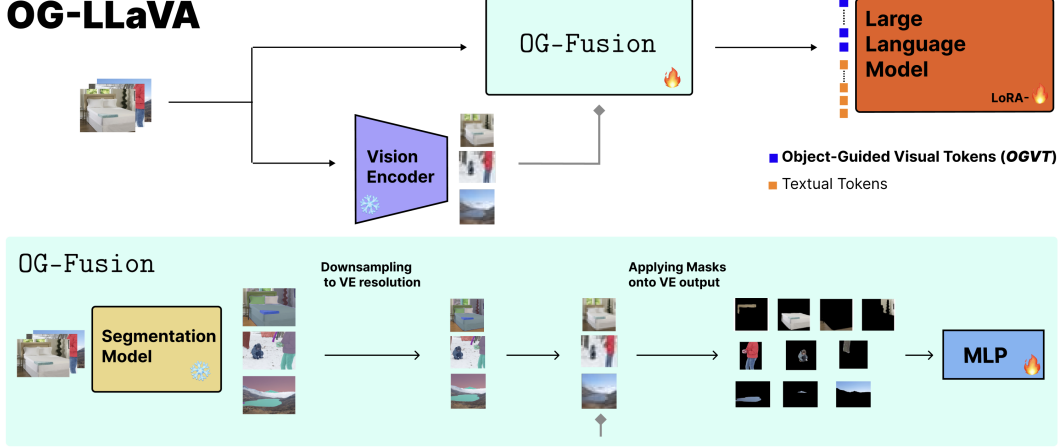 OG-LLaVA
OG-Fusion
Large
Language
Model
LoRA-
Vision
Encoder
Object-Guided Visual Tokens (OGVT)
Textual Tokens
OG-Fusion
Downsampling
to VE resolution
Applying Masks
onto VE output
Segmentation
Model
MLP